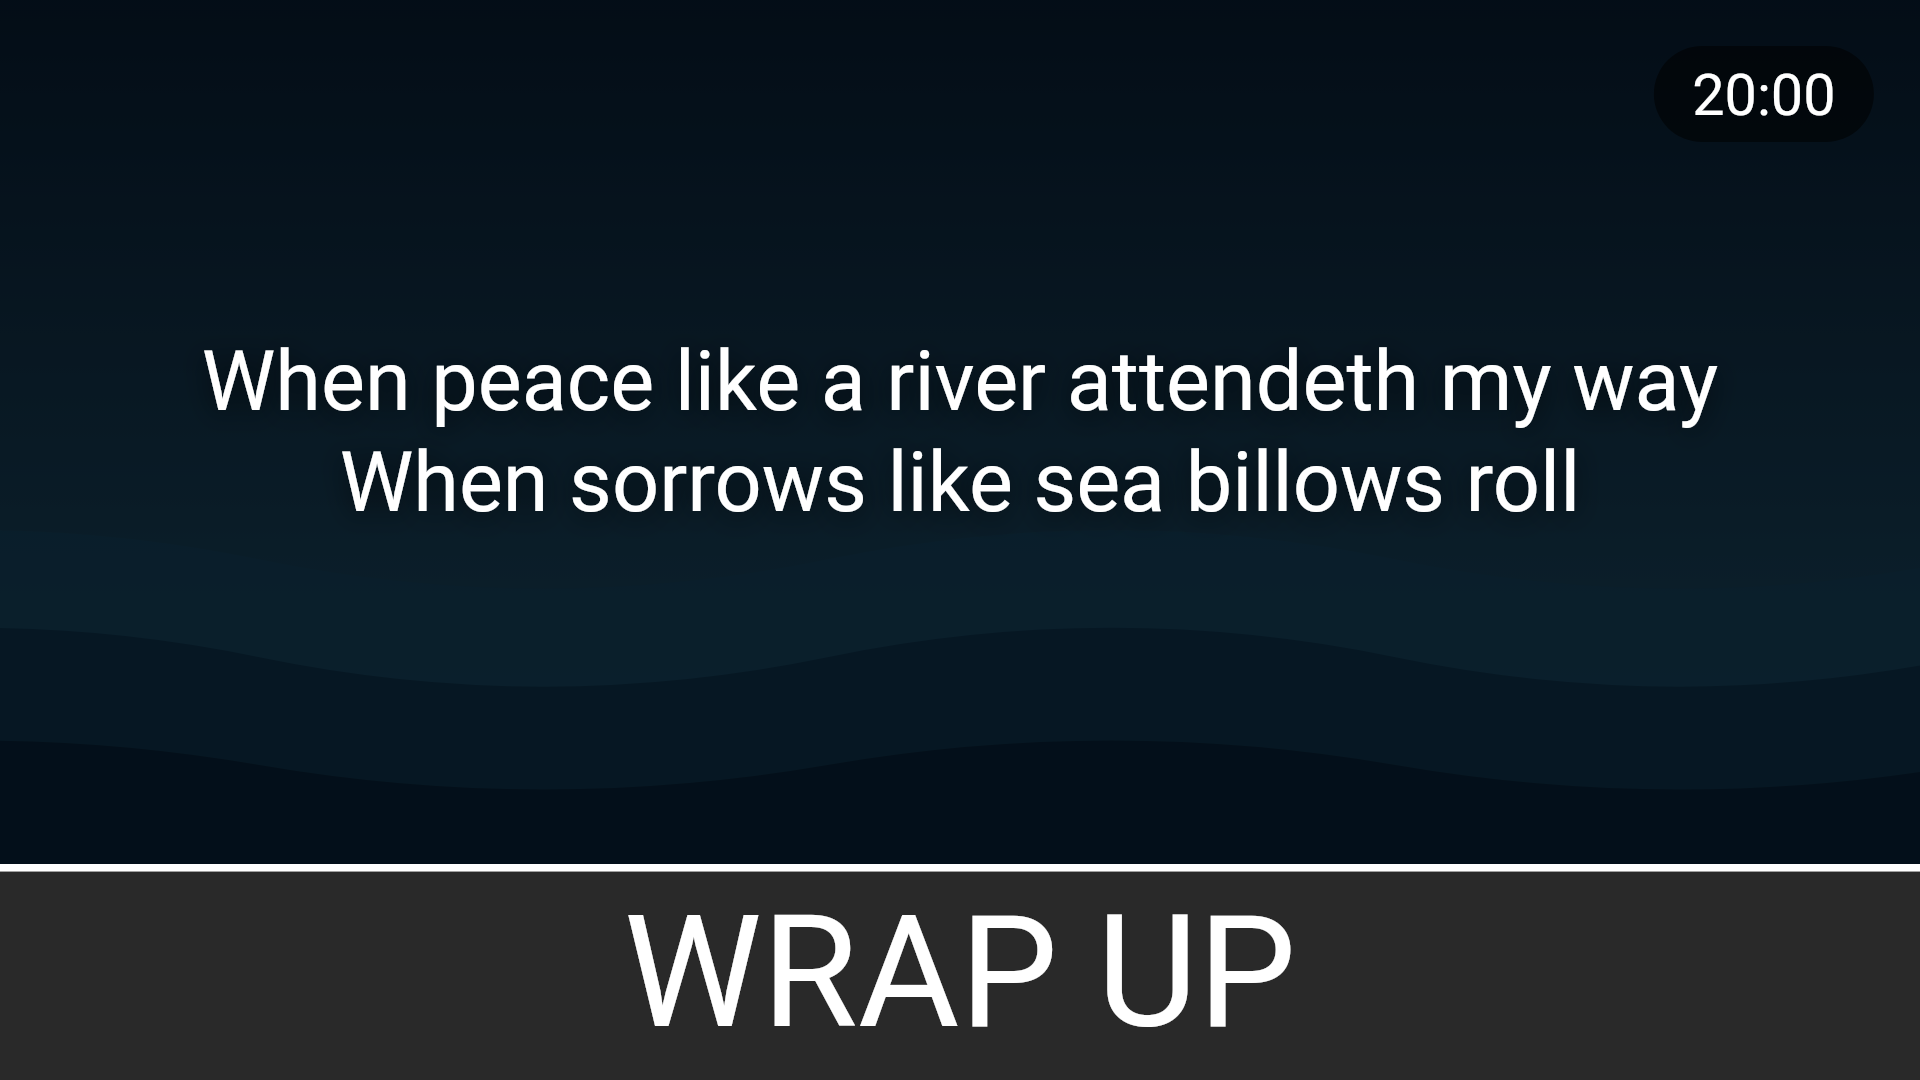 20:00
When peace like a river attendeth my way
When sorrows like sea billows roll
WRAP UP